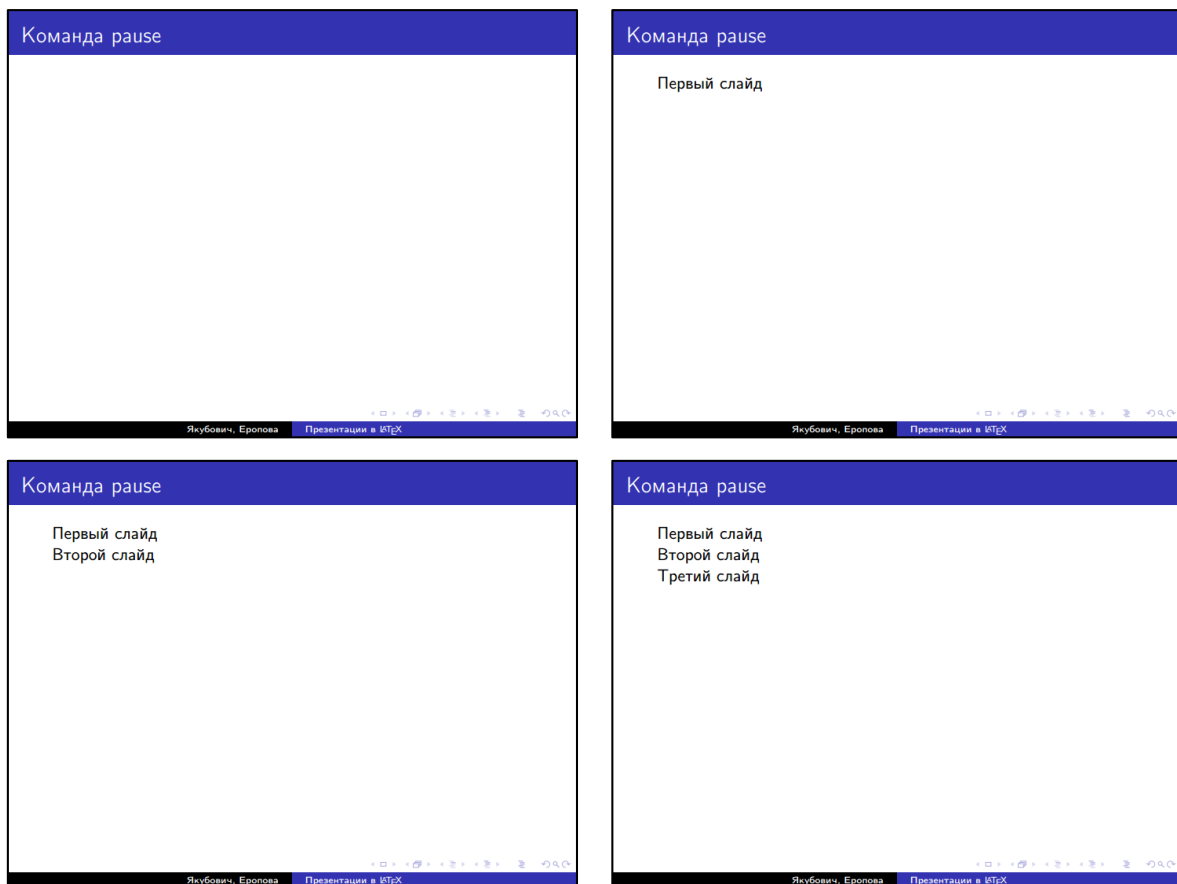 Команда pause
Якубович, Еропова Презентации в LATEX
Команда pause
Первый слайд
Якубович, Еропова Презентации в LATEX
Команда pause
Первый слайд
Второй слайд
Якубович, Еропова Презентации в LATEX
Команда pause
Первый слайд
Второй слайд
Третий слайд
Якубович, Еропова Презентации в LATEX